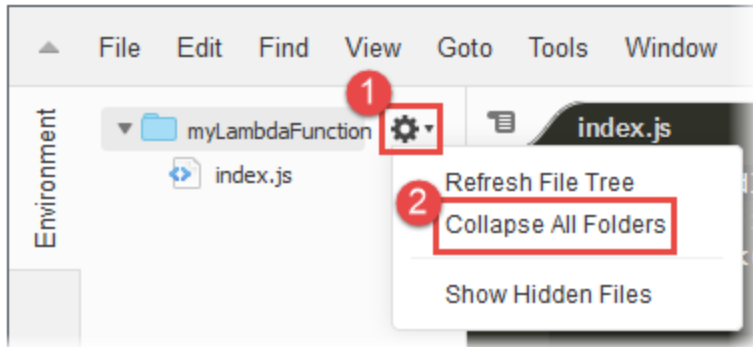 File Edit Find View Goto Tools Window
1
Environment
myLambdaFunction
index.js
index.js
Refresh File Tree
2
Collapse All Folders
Show Hidden Files